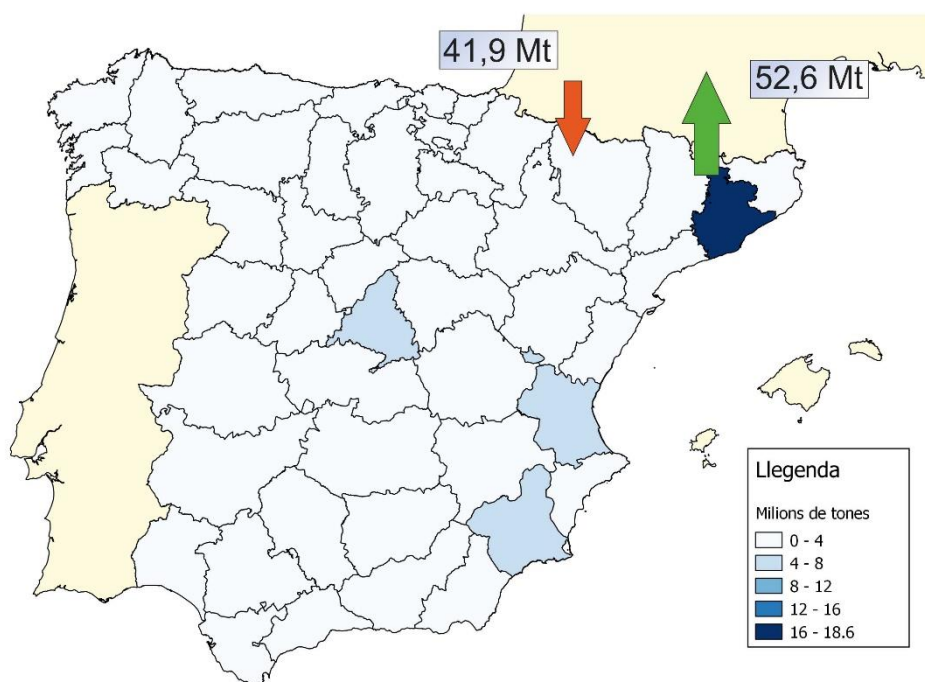 41,9 Mt
52,6 Mt
Llegenda
Milions de tones
0 - 4
4 - 8
8 - 12
12 - 16
16 - 18.6